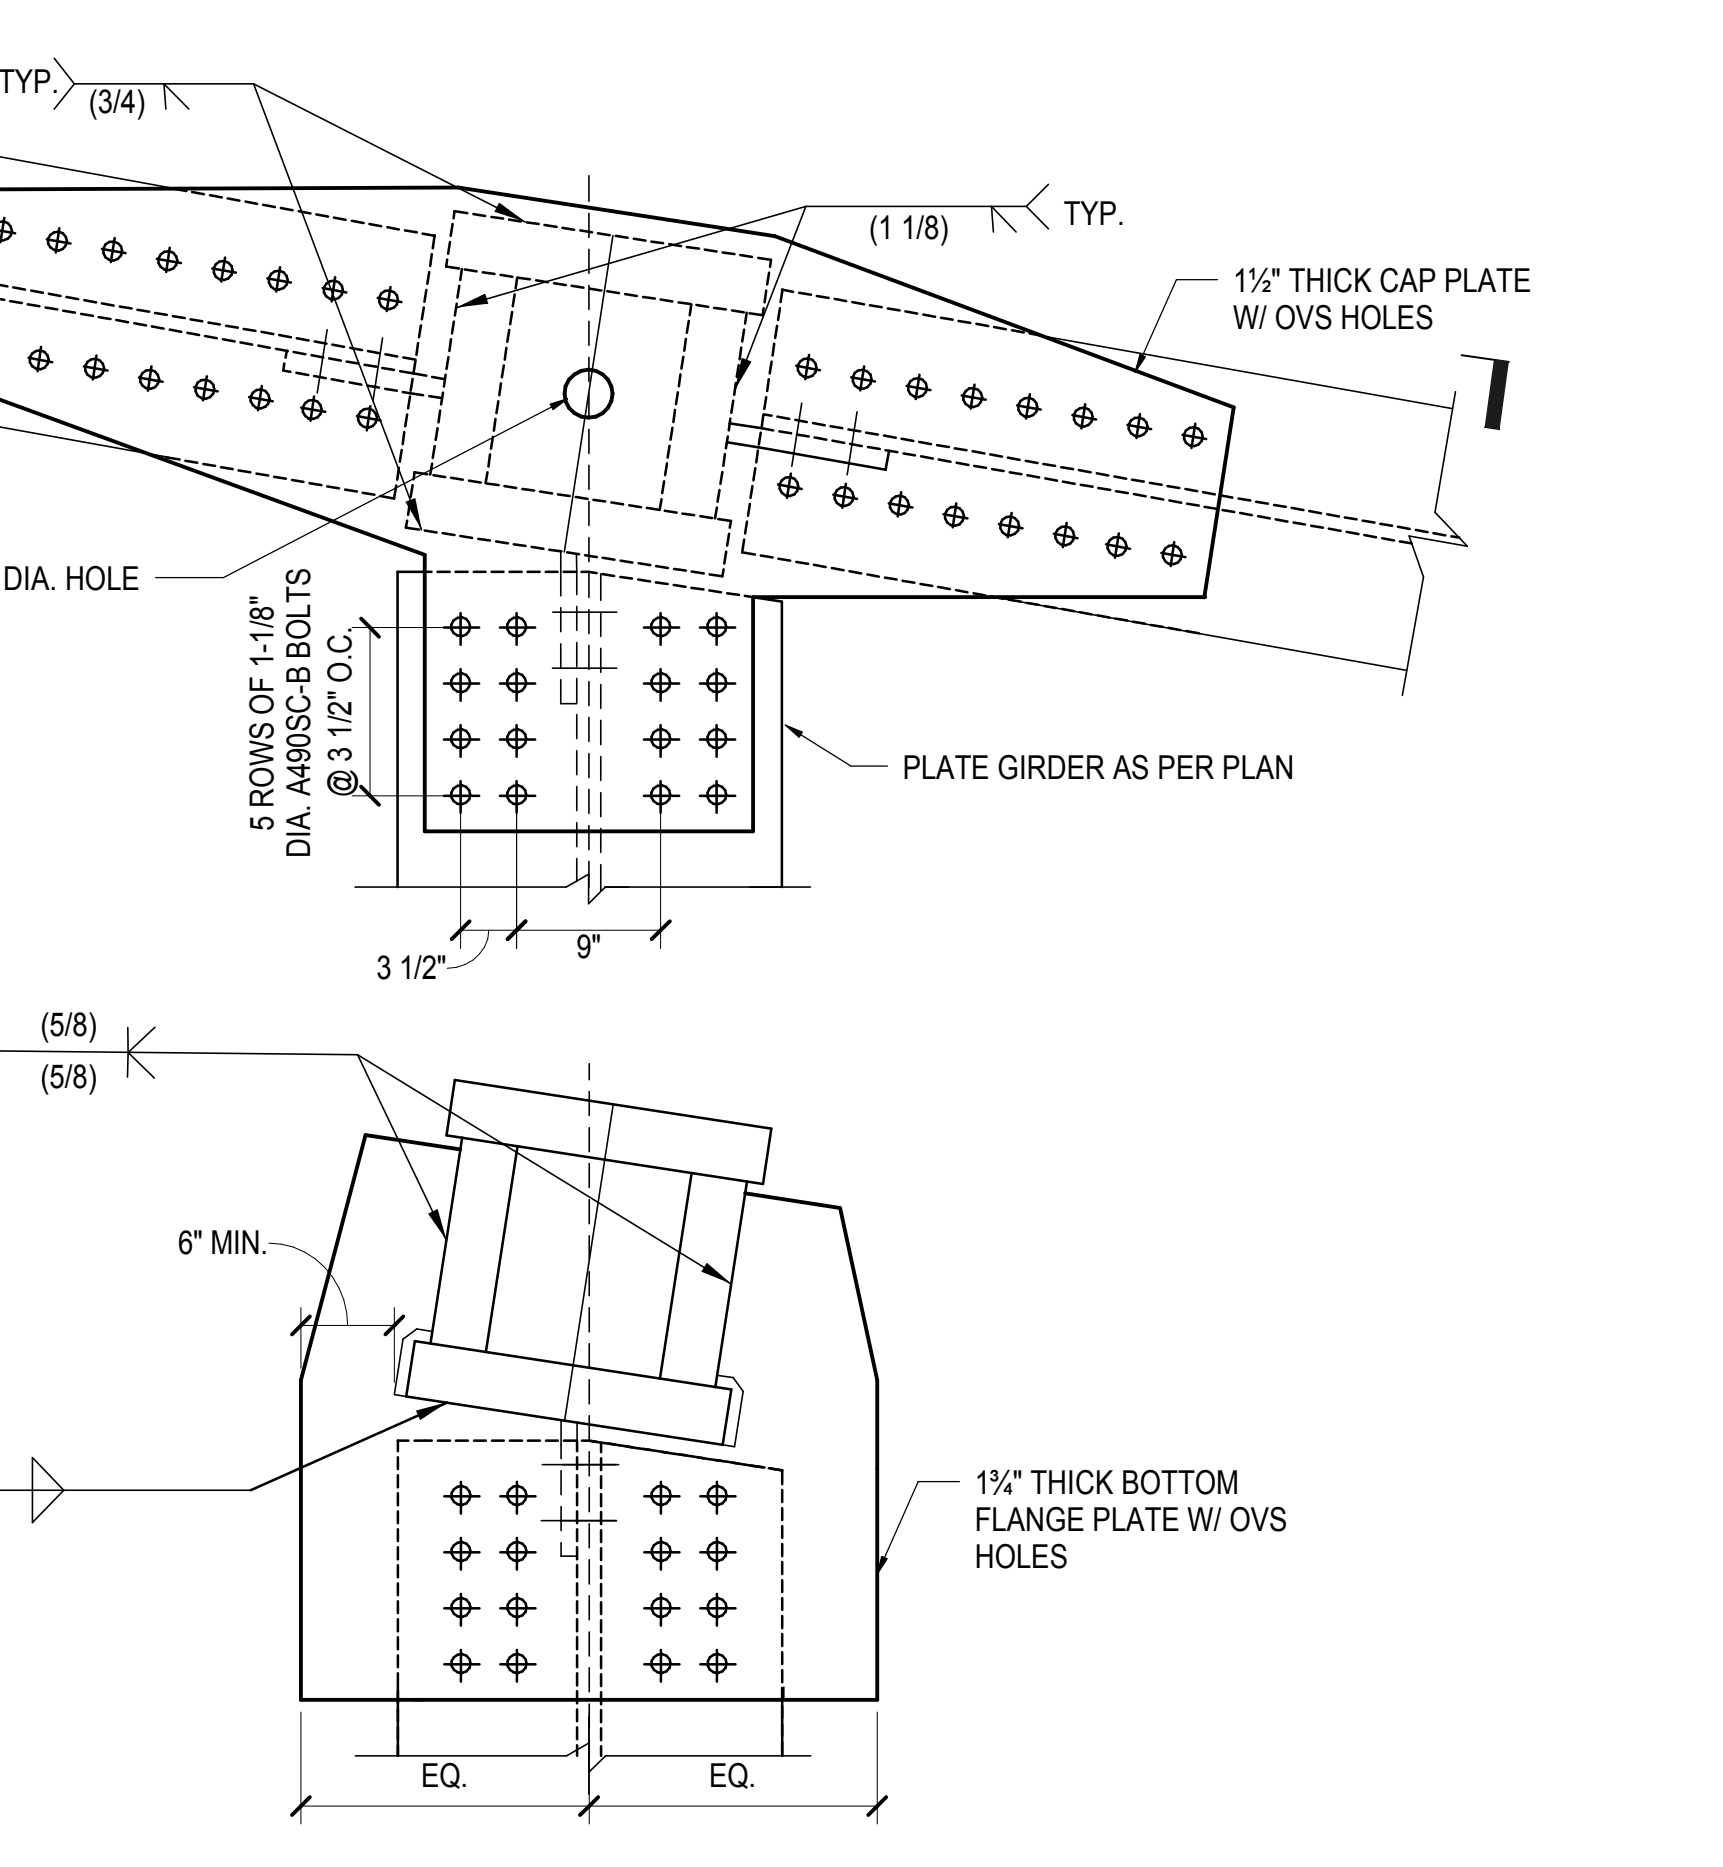 TYP.
(3/4)
(1 1/8)
TYP.
1½" THICK CAP PLATE
W/ OVS HOLES
DIA. HOLE
5 ROWS OF 1-1/8"
DIA. A490SC-B BOLTS
@ 3 1/2" O.C.
PLATE GIRDER AS PER PLAN
3 1/2"
9"
(5/8)
(5/8)
6" MIN.
1¾" THICK BOTTOM
FLANGE PLATE W/ OVS
HOLES
EQ.
EQ.